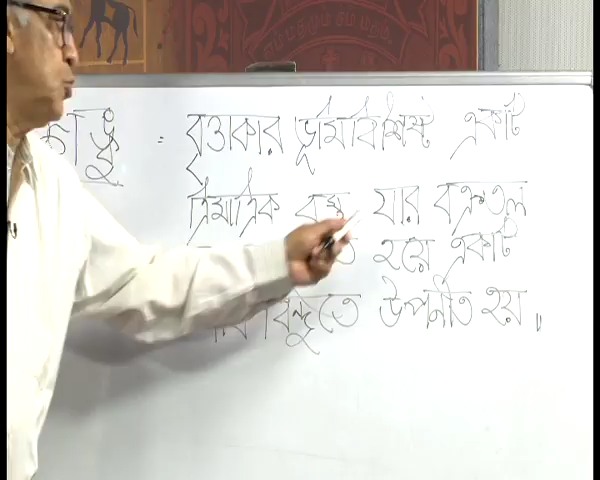 = বৃত্তাকার ভূমিবিশিষ্ট একটি
ত্রিমাত্রিক বস্তু যার বক্রতল
হয়ে একটি
বিন্দুতে উপনীত হয়।